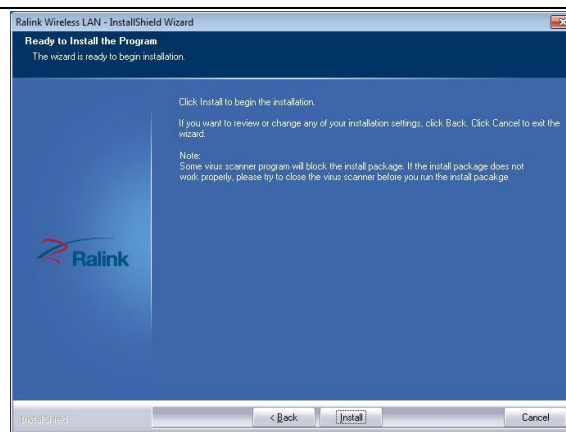 Ralink Wireless LAN - InstallShield Wizard
Ready to Install the Program
The wizard is ready to begin installation.
Click Install to begin the installation.
If you want to review or change any of your installation settings, click Back. Click Cancel to exit the
wizard.
Note:
Some virus scanner program will block the install package. If the install package does not
work properly, please try to close the virus scanner before you run the install pacakge
Ralink
InstallShield
< Back
Install
Cancel